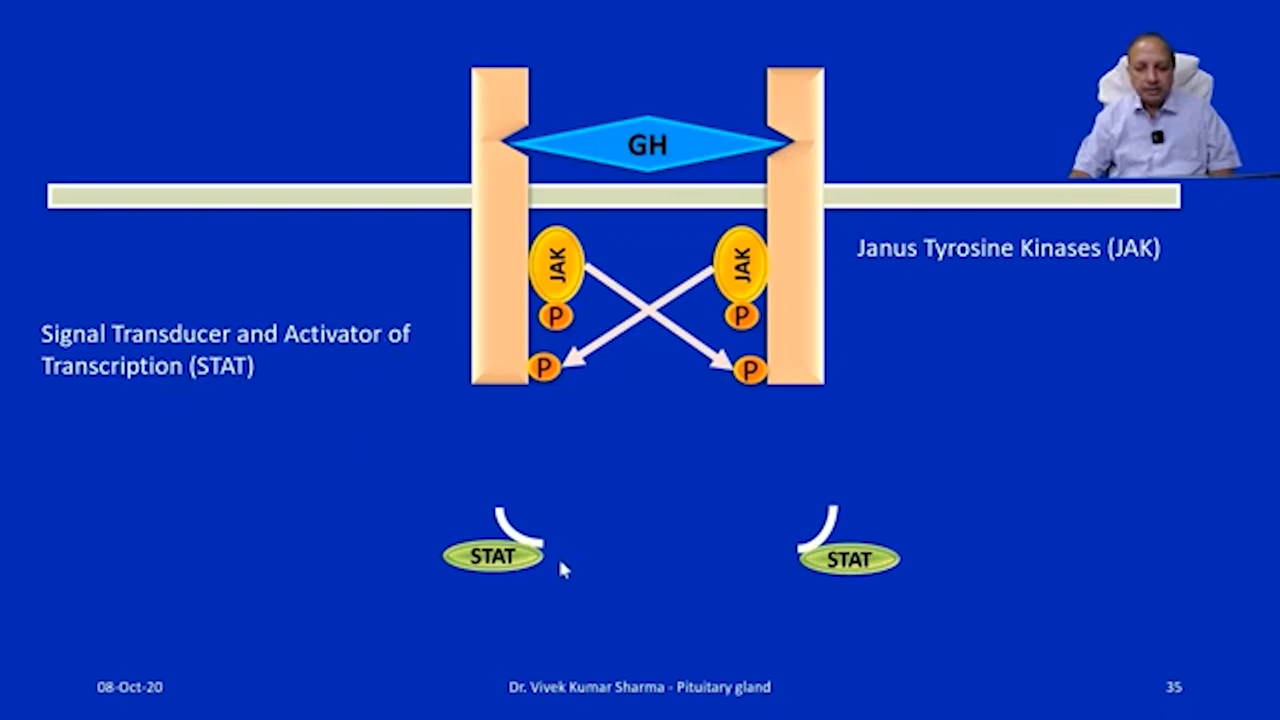 GH
JAK
JAK
Janus Tyrosine Kinases (JAK)
P
P
Signal Transducer and Activator of
Transcription (STAT)
P
P
STAT
STAT
08-Oct-20
Dr. Vivek Kumar Sharma - Pituitary gland
35